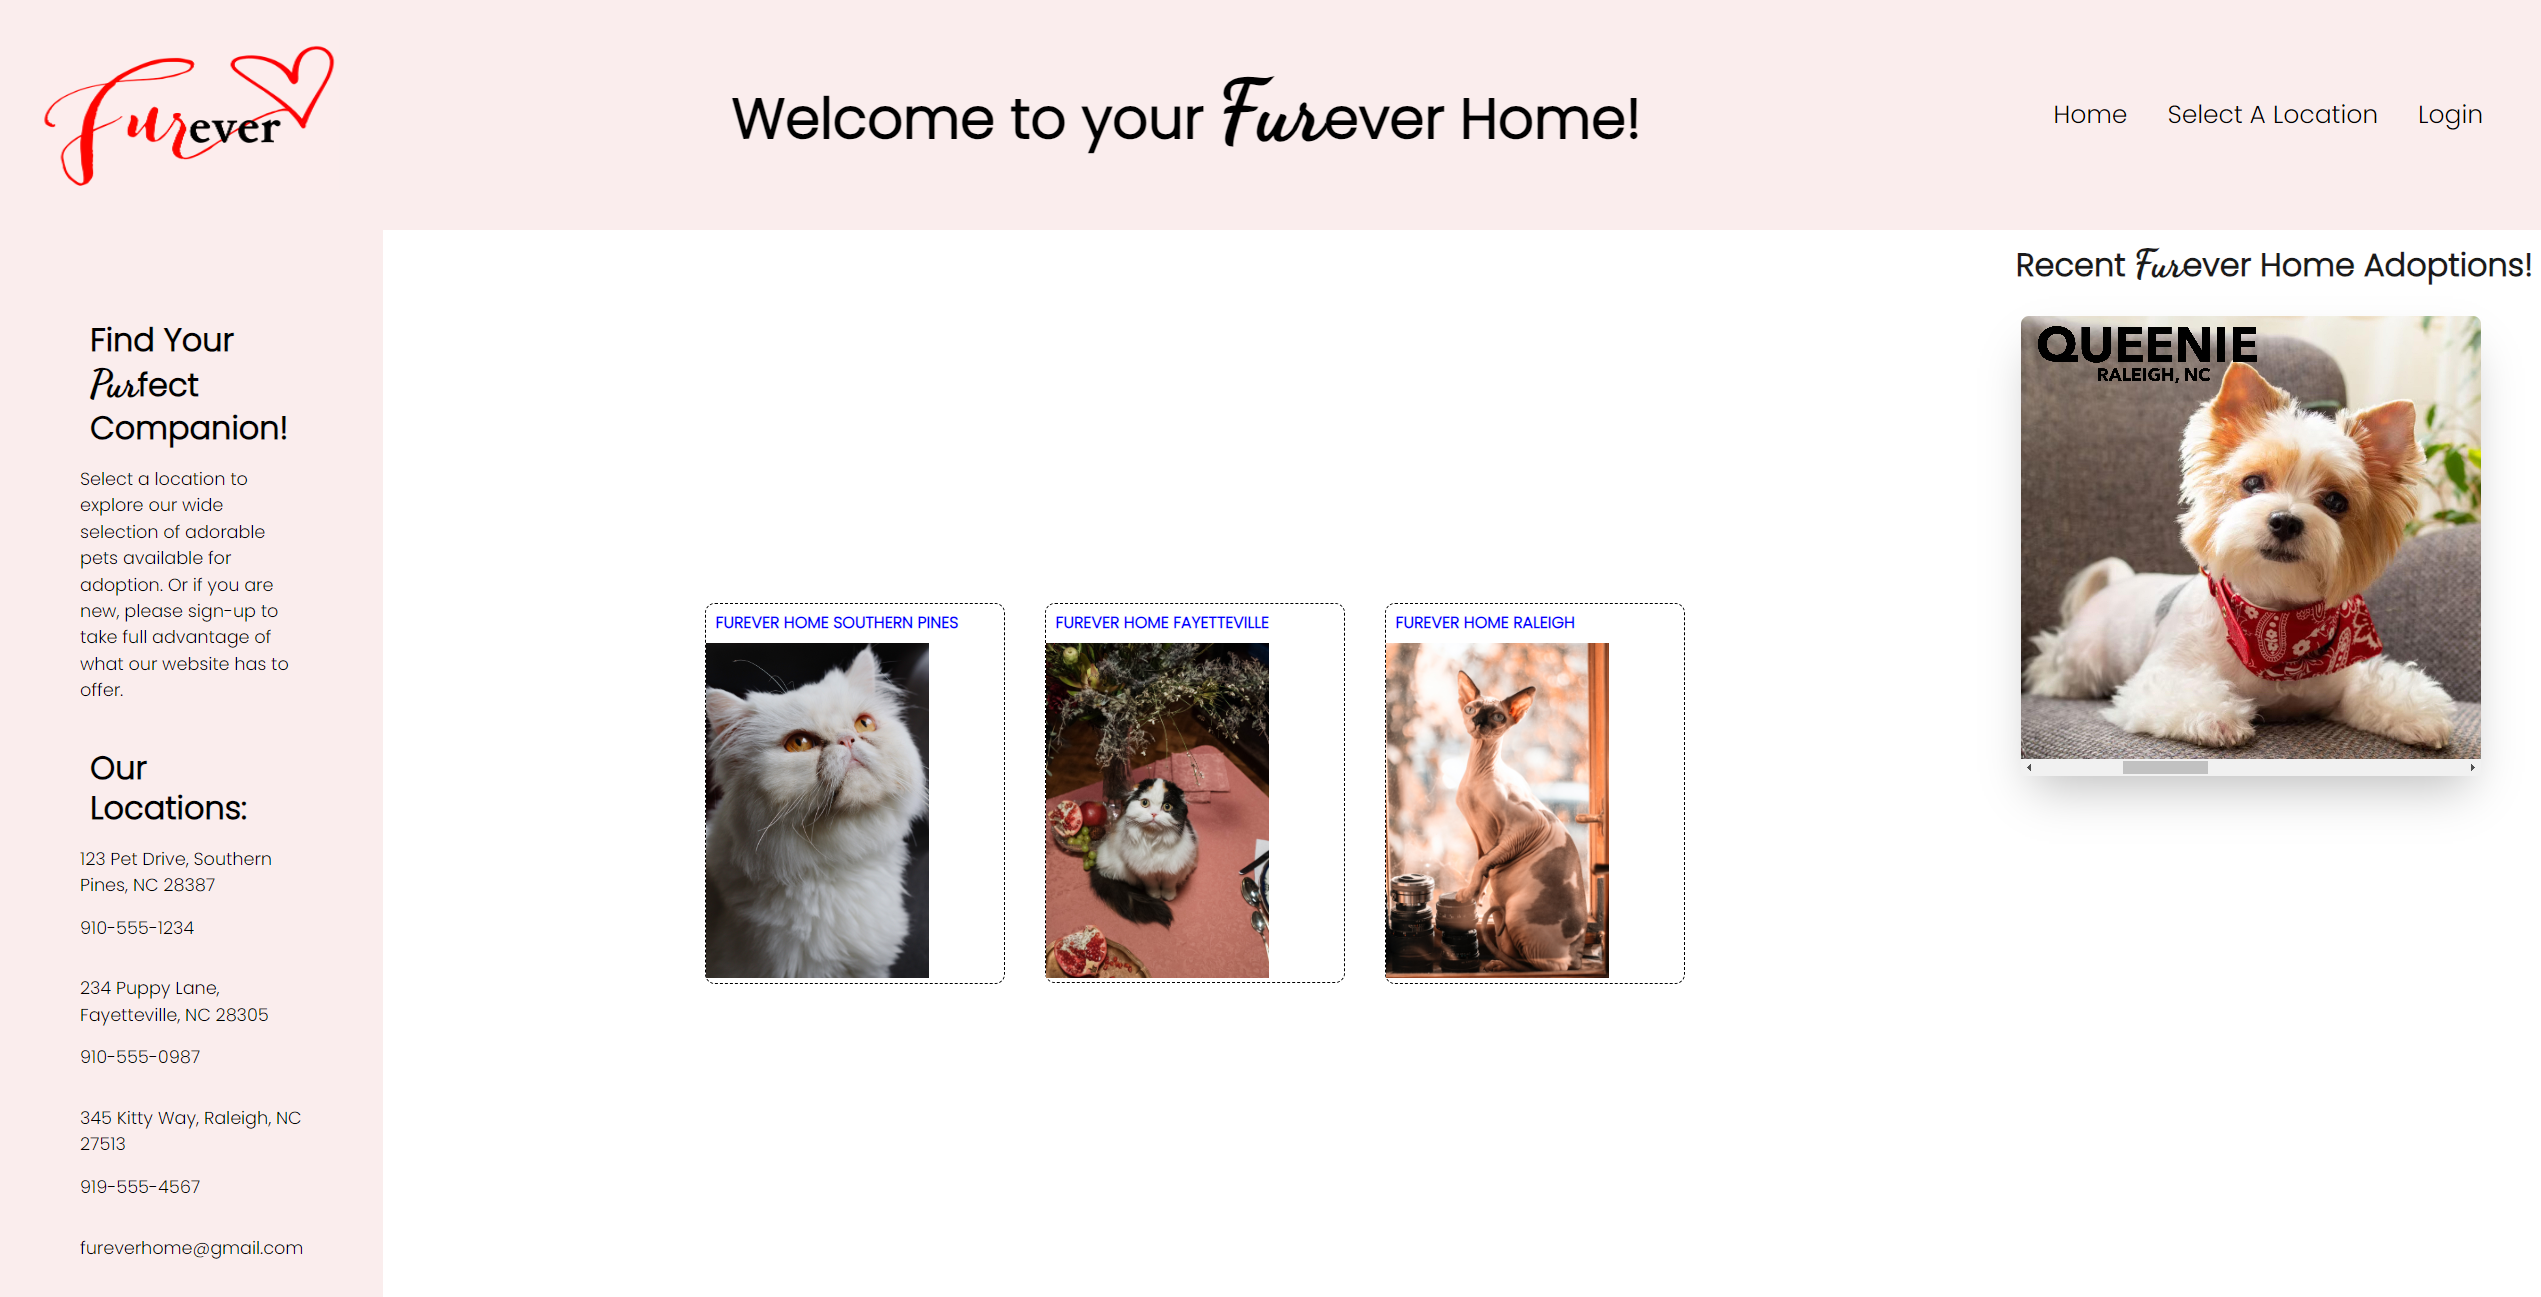 Furever
Welcome to your Furever Home!
Home Select A Location Login
Find Your
Purfect
Companion!
Select a location to
explore our wide
selection of adorable
pets available for
adoption. Or if you are
new, please sign-up to
take full advantage of
what our website has to
offer.
Our
Locations:
123 Pet Drive, Southern
Pines, NC 28387
910-555-1234
234 Puppy Lane,
Fayetteville, NC 28305
910-555-0987
345 Kitty Way, Raleigh, NC
27513
919-555-4567
fureverhome@gmail.com
FUREVER HOME SOUTHERN PINES
FUREVER HOME FAYETTEVILLE
FUREVER HOME RALEIGH
Recent Furever Home Adoptions!
QUEENIE
RALEIGH, NC